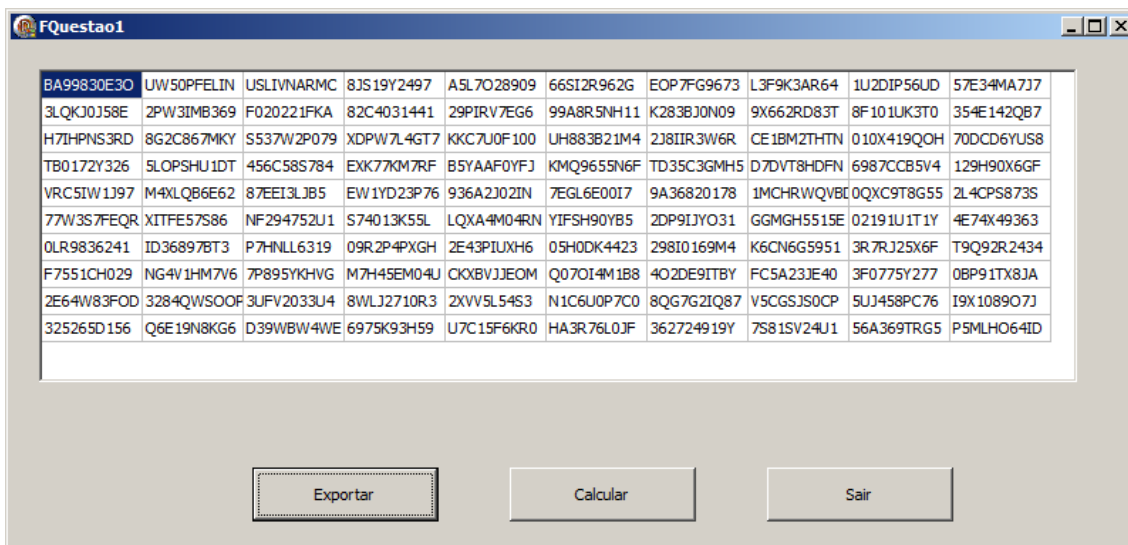 FQuestao1
BA99830E3O UW50PFELIN USLIVNARMC 8JS19Y2497 A5L7O28909 66SI2R962G EOP7FG9673 L3F9K3AR64 1U2DIP56UD 57E34MA7J7
3LQKJ0J58E 2PW3IMB369 F020221FKA 82C4031441 29PIRV7EG6 99A8R5NH11 K283BJ0N09 9X662RD83T 8F101UK3T0 354E142QB7
H7IHPNS3RD 8G2C867MKY S537W2P079 XDPW7L4GT7 KKC7U0F100 UH883B21M4 2J8IIR3W6R CE1BM2THTN 010X419QOH 70DCD6YUS8
TB0172Y326 5LOPSHU1DT 456C58S784 EXK77KM7RF B5YAAF0YFJ KMQ9655N6F TD35C3GMH5 D7DVT8HDFN 6987CCB5V4 129H90X6GF
VRC5IW1J97 M4XLQB6E62 87EEI3LJB5 EW1YD23P76 936A2J02IN 7EGL6E00I7 9A36820178 1MCHRWQVBD 0QXC9T8G55 2L4CPS873S
77W3S7FEQR XITFE57S86 NF294752U1 S74013K55L LQXA4M04RN YIFSH90YB5 2DP9IJYO31 GGMGH5515E 02191U1T1Y 4E74X49363
0LR9836241 ID36897BT3 P7HNLL6319 09R2P4PXGH 2E43PIUXH6 05H0DK4423 298I0169M4 K6CN6G5951 3R7RJ25X6F T9Q92R2434
F7551CH029 NG4V1HM7V6 7P895YKHVG M7H45EM04U CKXBVJJEOM Q07OI4M1B8 4O2DE9ITBY FC5A23JE40 3F0775Y277 0BP91TX8JA
2E64W83FOD 3284QWSOOF 3UFV2033U4 8WLJ2710R3 2XVV5L54S3 N1C6U0P7C0 8QG7G2IQ87 V5CGSJS0CP 5UJ458PC76 I9X1089O7J
325265D156 Q6E19N8KG6 D39WBW4WE 6975K93H59 U7C15F6KR0 HA3R76L0JF 362724919Y 7S81SV24U1 56A369TRG5 P5MLHO64ID
Exportar Calcular Sair